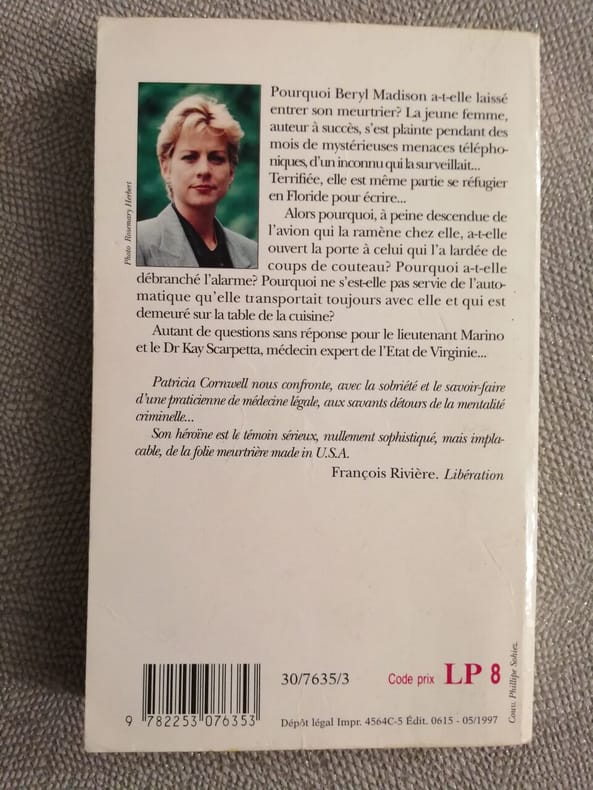 Pourquoi Beryl Madison a-t-elle laissé
entrer son meurtrier? La jeune femme,
auteur à succès, s'est plainte pendant des
mois de mystérieuses menaces télépho-
niques, d'un inconnu qui la surveillait...
Terrifiée, elle est même partie se réfugier
en Floride pour écrire...
Alors pourquoi, à peine descendue de
l'avion qui la ramène chez elle, a-t-elle
ouvert la porte à celui qui l'a lardée de
coups de couteau? Pourquoi a-t-elle
débranché l'alarme? Pourquoi ne s'est-elle pas servie de l'auto-
matique qu'elle transportait toujours avec elle et qui est
demeuré sur la table de la cuisine?
Autant de questions sans réponse pour le lieutenant Marino
et le Dr Kay Scarpetta, médecin expert de l'Etat de Virginie...
Photo Rosemary Herbert
Patricia Cornwell nous confronte, avec la sobriété et le savoir-faire
d'une praticienne de médecine légale, aux savants détours de la mentalité
criminelle...
Son héroïne est le témoin sérieux, nullement sophistiqué, mais impla-
cable, de la folie meurtrière made in U.S.A.
François Rivière. Libération
30/7635/3
Code prix LP 8
9 782253 076353
Dépôt légal Impr. 4564C-5 Édit. 0615 - 05/1997
Couv. Phillipe Sohiez